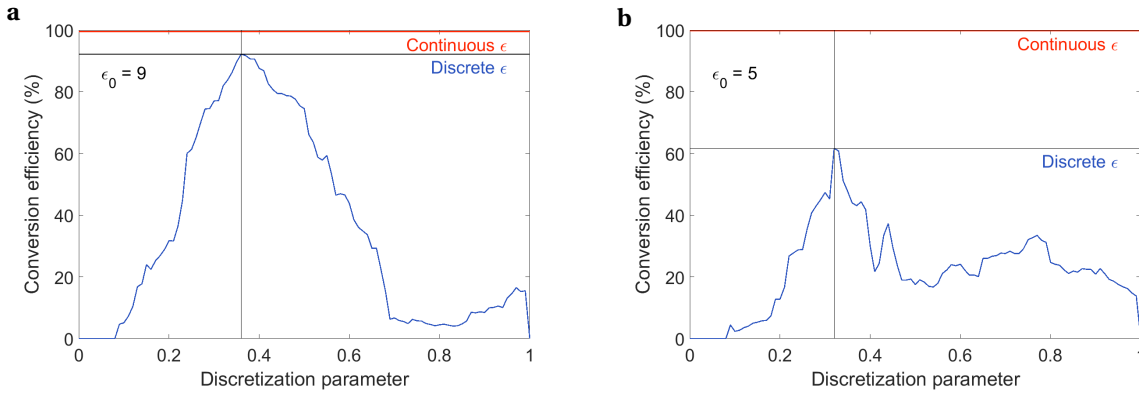 a
100
80
60
40
20
0
Conversion efficiency (%)
Continuous ϵ
Discrete ϵ
ϵ0 = 9
0 0.2 0.4 0.6 0.8 1
Discretization parameter
b
100
80
60
40
20
0
Conversion efficiency (%)
Continuous ϵ
Discrete ϵ
ϵ0 = 5
0 0.2 0.4 0.6 0.8 1
Discretization parameter